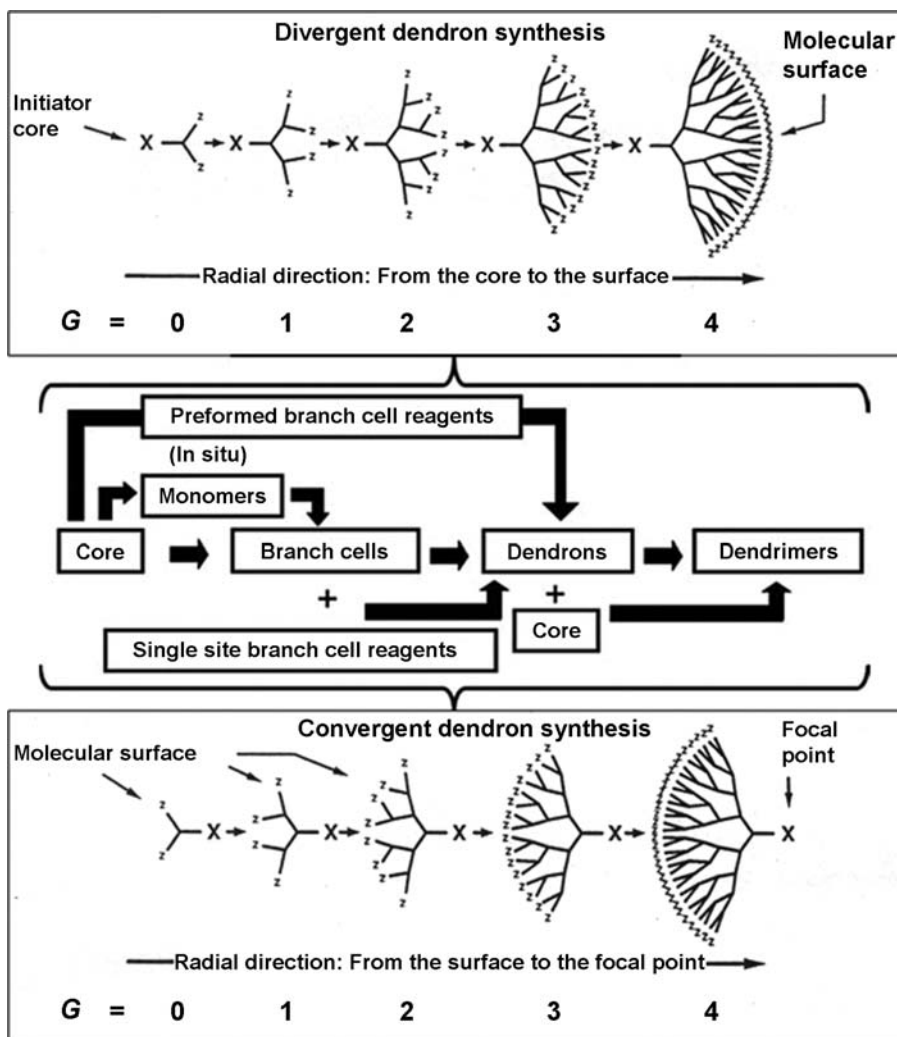 Divergent dendron synthesis
Molecular
surface
Initiator
core
X
z
z
X
z
z
z
z
X
z
z
z
z
z
z
z
z
X
X
Radial direction: From the core to the surface
G = 0 1 2 3 4
Preformed branch cell reagents
(In situ)
Monomers
Core
Branch cells
Dendrons
Dendrimers
+
+
Single site branch cell reagents
Core
Convergent dendron synthesis
Molecular surface
Focal
point
z
z
X
z
z
z
z
X
z
z
z
z
z
z
z
z
X
X
X
Radial direction: From the surface to the focal point
G = 0 1 2 3 4